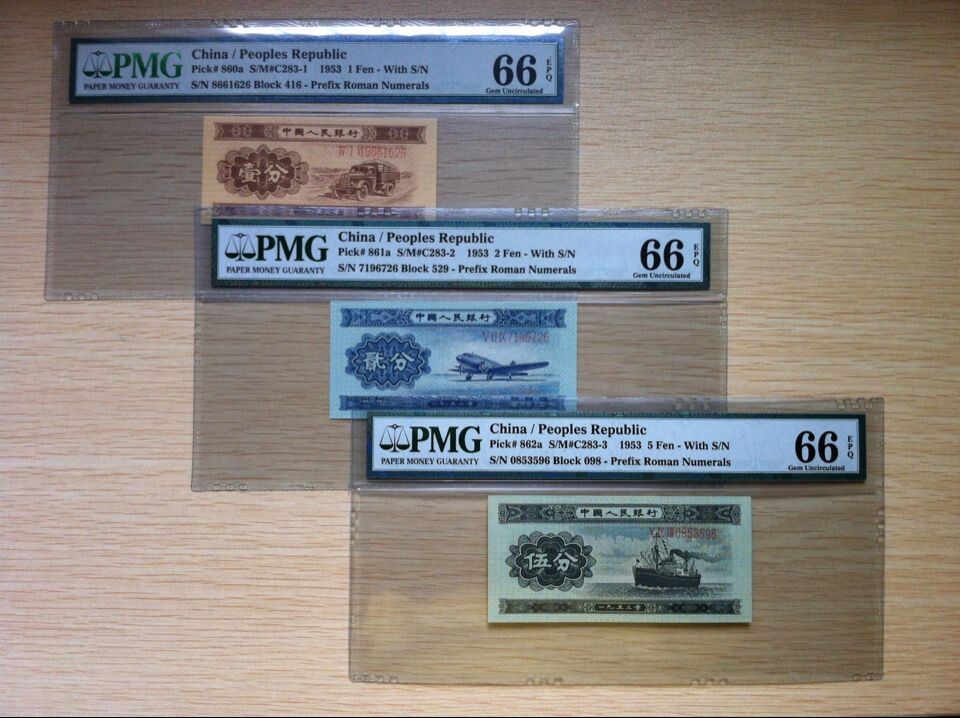 PMG
PAPER MONEY GUARANTY
China / Peoples Republic
Pick# 860a S/M#C283-1 1953 1 Fen - With S/N
S/N 8661626 Block 416 - Prefix Roman Numerals
66 EPQ
Gem Uncirculated
中國人民銀行
壹分
PMG
PAPER MONEY GUARANTY
China / Peoples Republic
Pick# 861a S/M#C283-2 1953 2 Fen - With S/N
S/N 7196726 Block 529 - Prefix Roman Numerals
66 EPQ
Gem Uncirculated
中國人民銀行
V II IX 7196726
貳分
PMG
PAPER MONEY GUARANTY
China / Peoples Republic
Pick# 862a S/M#C283-3 1953 5 Fen - With S/N
S/N 0853596 Block 098 - Prefix Roman Numerals
66 EPQ
Gem Uncirculated
中國人民銀行
X IX VIII 0853596
伍分
一九五三年